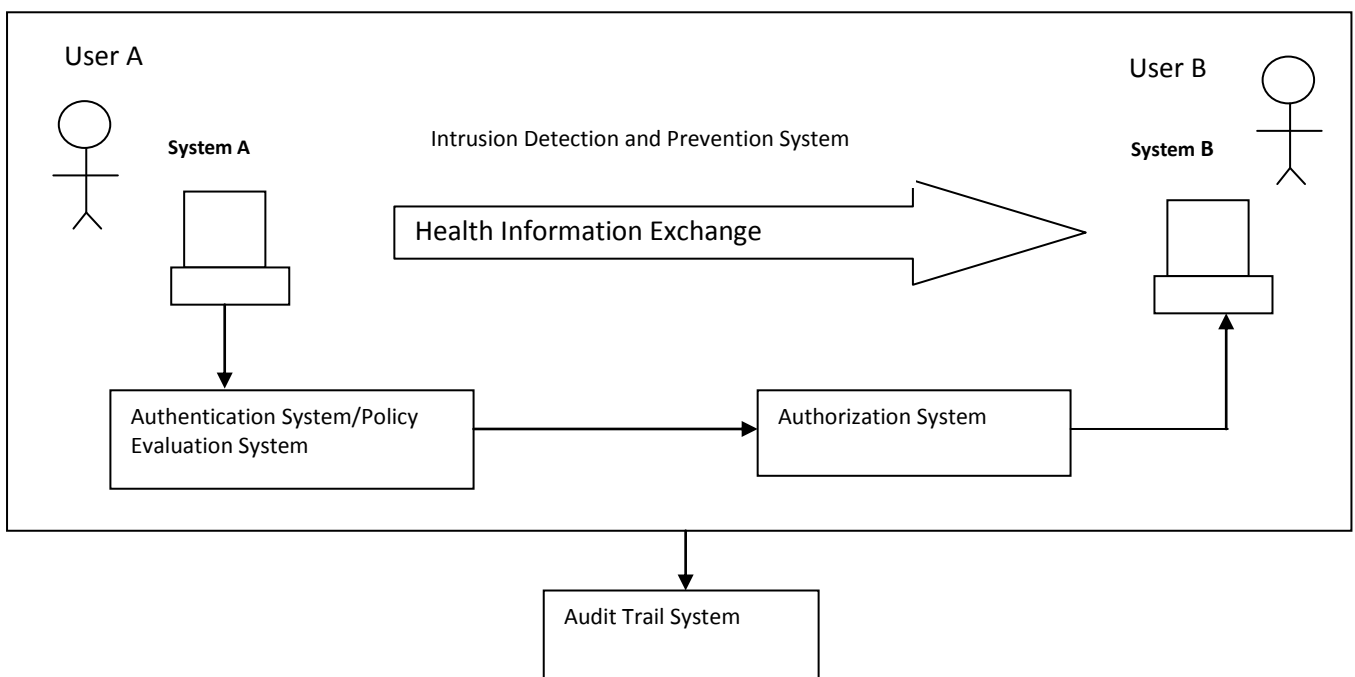 User A
User B
Intrusion Detection and Prevention System
System A
System B
Health Information Exchange
Authentication System/Policy
Evaluation System
Authorization System
Audit Trail System